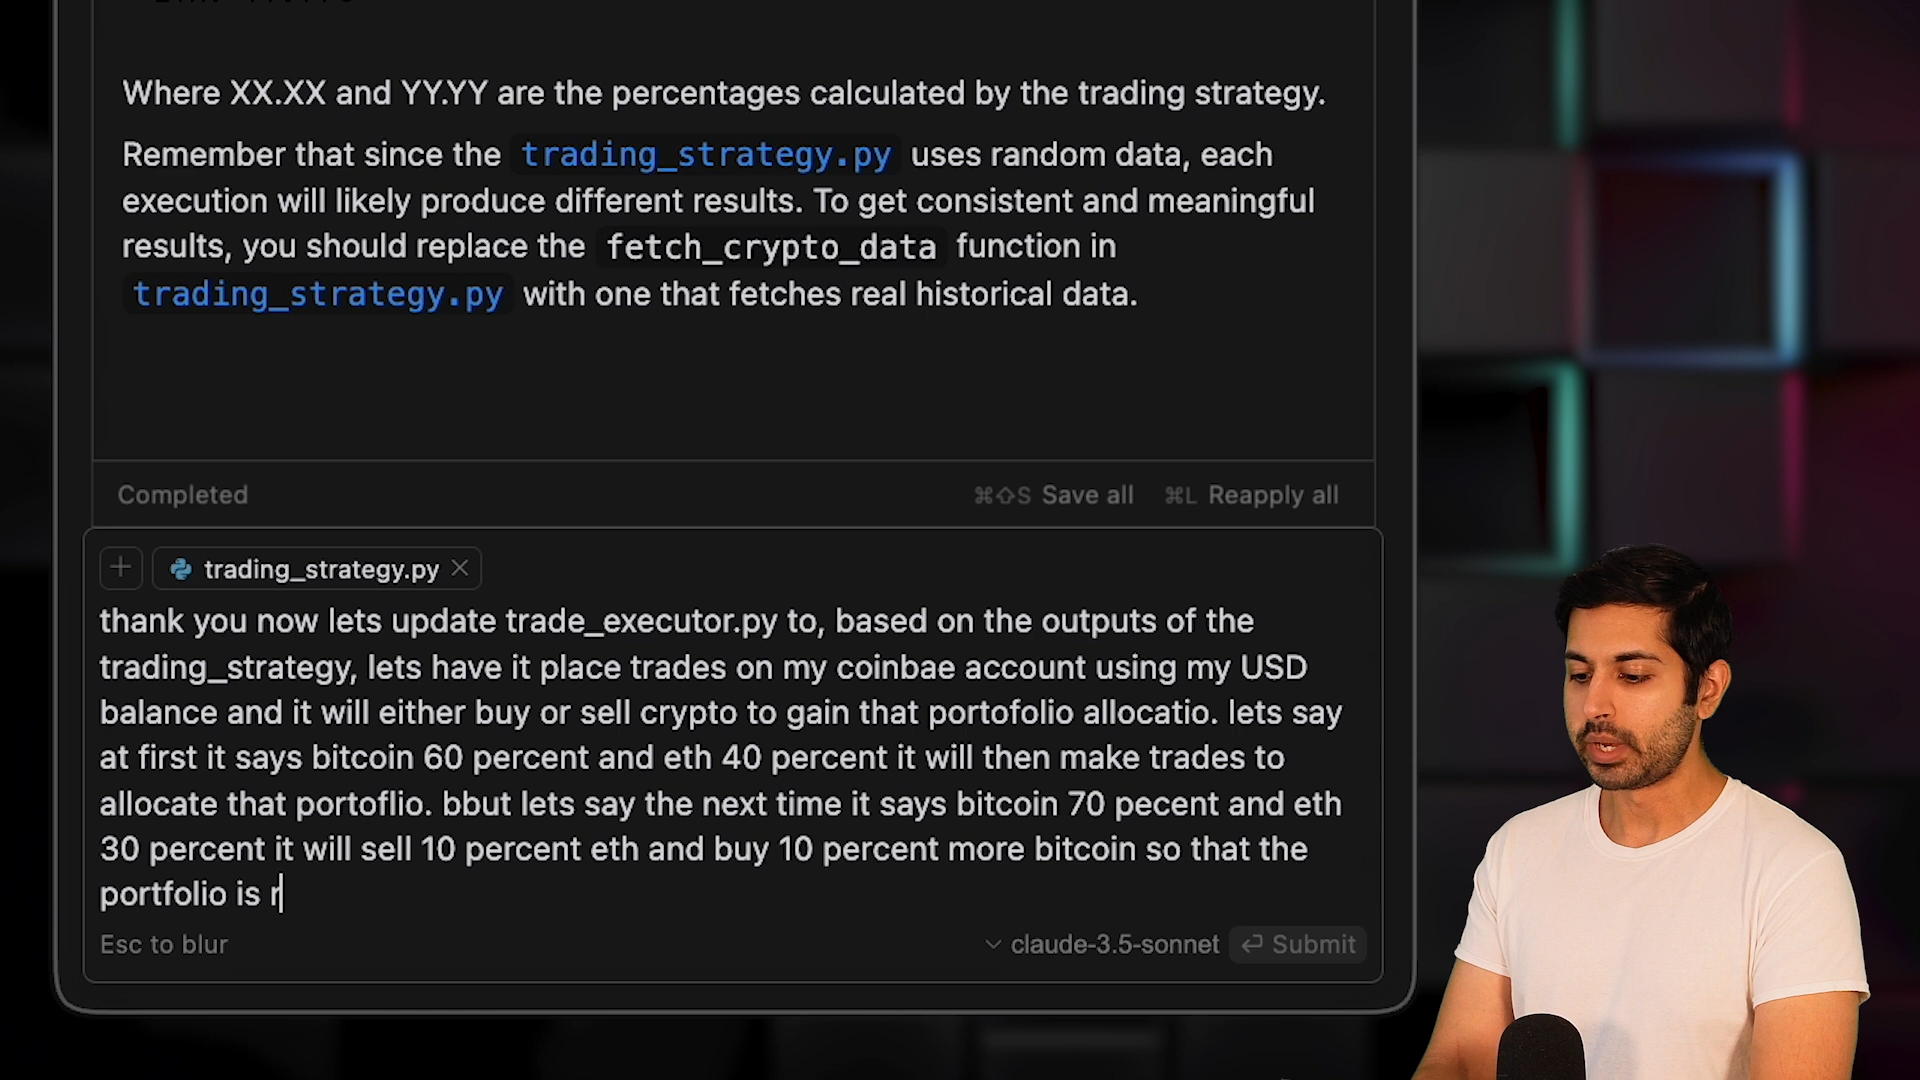 Where XX.XX and YY.YY are the percentages calculated by the trading strategy.
Remember that since the trading_strategy.py uses random data, each
execution will likely produce different results. To get consistent and meaningful
results, you should replace the fetch_crypto_data function in
trading_strategy.py with one that fetches real historical data.
Completed ⌘⇧S Save all ⌘L Reapply all
+ trading_strategy.py ×
thank you now lets update trade_executor.py to, based on the outputs of the
trading_strategy, lets have it place trades on my coinbae account using my USD
balance and it will either buy or sell crypto to gain that portofolio allocatio. lets say
at first it says bitcoin 60 percent and eth 40 percent it will then make trades to
allocate that portoflio. bbut lets say the next time it says bitcoin 70 pecent and eth
30 percent it will sell 10 percent eth and buy 10 percent more bitcoin so that the
portfolio is r
Esc to blur claude-3.5-sonnet ↵ Submit